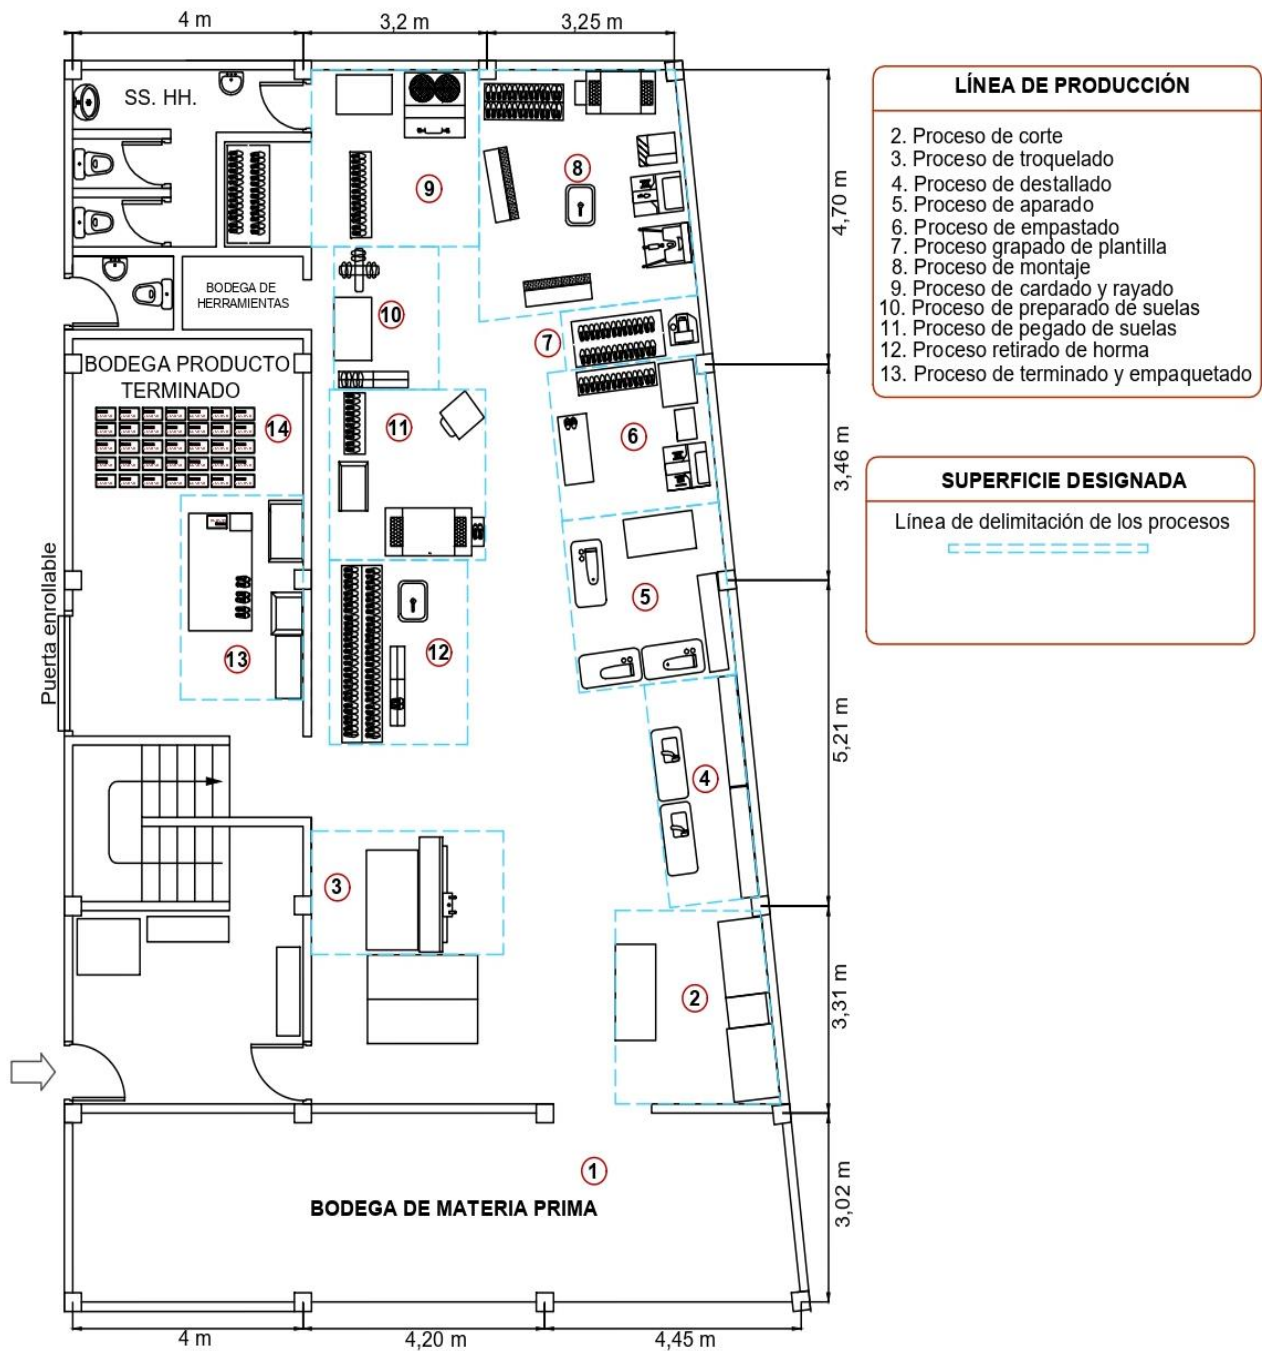 4 m
3,2 m
3,25 m
SS. HH.
9
8
4,70 m
BODEGA DE
HERRAMIENTAS
10
7
BODEGA PRODUCTO
TERMINADO
14
11
6
3,46 m
Puerta enrollable
13
12
5
5,21 m
4
3
2
3,31 m
1
BODEGA DE MATERIA PRIMA
3,02 m
4 m
4,20 m
4,45 m
LÍNEA DE PRODUCCIÓN
2. Proceso de corte
3. Proceso de troquelado
4. Proceso de destallado
5. Proceso de aparado
6. Proceso de empastado
7. Proceso grapado de plantilla
8. Proceso de montaje
9. Proceso de cardado y rayado
10. Proceso de preparado de suelas
11. Proceso de pegado de suelas
12. Proceso retirado de horma
13. Proceso de terminado y empaquetado
SUPERFICIE DESIGNADA
Línea de delimitación de los procesos